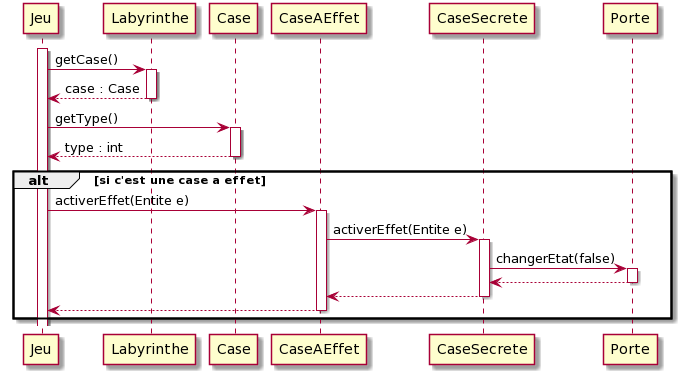 Jeu Labyrinthe Case CaseAEffet CaseSecrete Porte
getCase()
case : Case
getType()
type : int
alt [si c'est une case a effet]
activerEffet(Entite e)
activerEffet(Entite e)
changerEtat(false)
Jeu Labyrinthe Case CaseAEffet CaseSecrete Porte